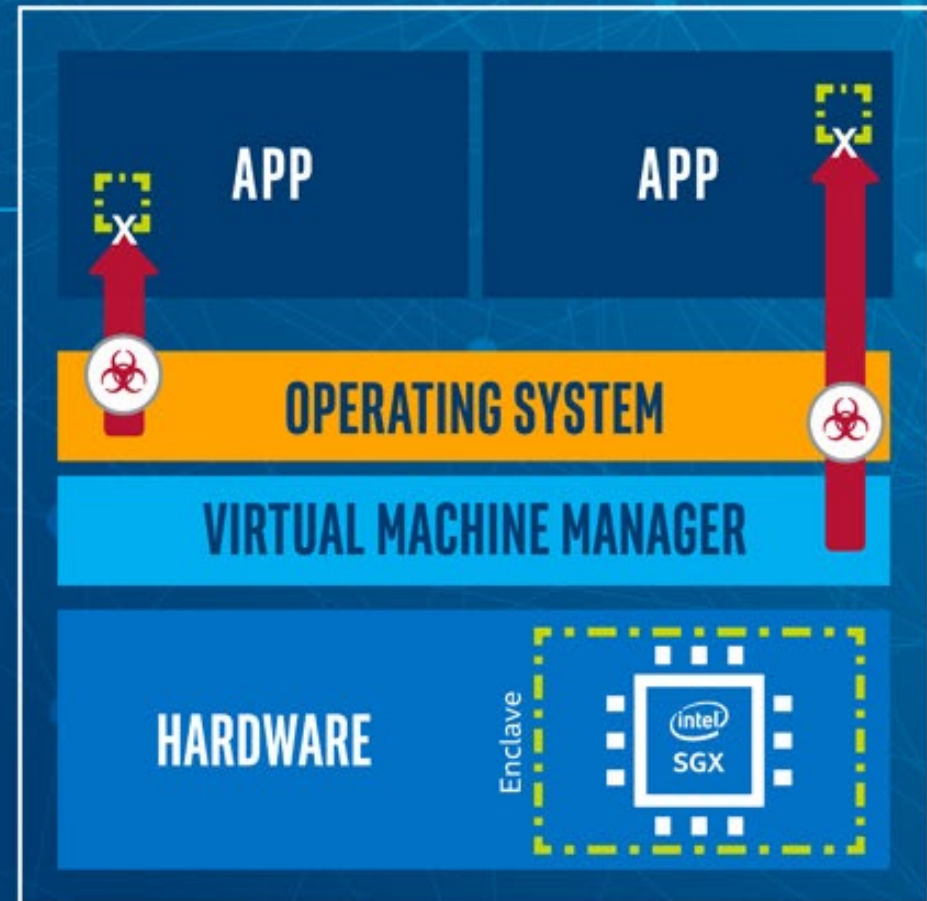 APP
APP
OPERATING SYSTEM
VIRTUAL MACHINE MANAGER
HARDWARE
Enclave
intel
SGX